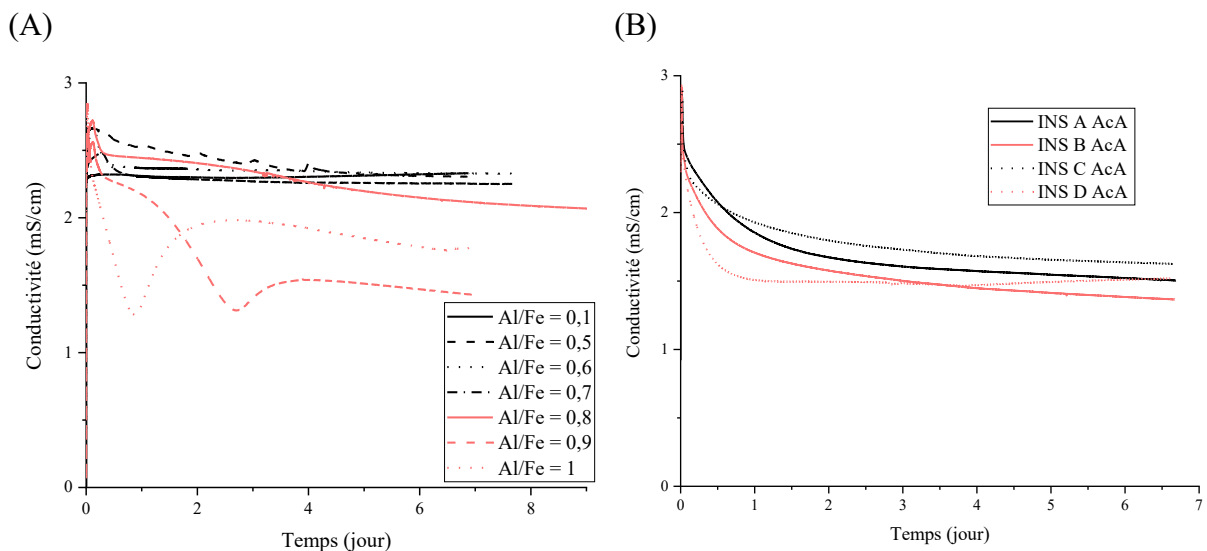 (A)
3
2
1
0
Conductivité (mS/cm)
0
2
4
6
8
Temps (jour)
Al/Fe = 0,1
Al/Fe = 0,5
Al/Fe = 0,6
Al/Fe = 0,7
Al/Fe = 0,8
Al/Fe = 0,9
Al/Fe = 1
(B)
3
2
1
0
Conductivité (mS/cm)
0
1
2
3
4
5
6
7
Temps (jour)
INS A AcA
INS B AcA
INS C AcA
INS D AcA